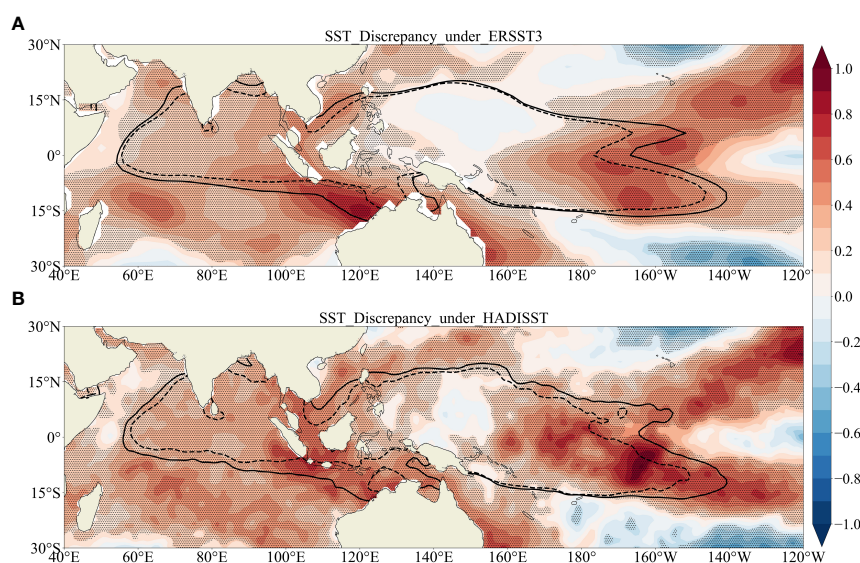 A
SST_Discrepancy_under_ERSST3
30°N
15°N
0°
15°S
30°S
40°E 60°E 80°E 100°E 120°E 140°E 160°E 180° 160°W 140°W 120°
B
SST_Discrepancy_under_HADISST
30°N
15°N
0°
15°S
30°S
40°E 60°E 80°E 100°E 120°E 140°E 160°E 180° 160°W 140°W 120°
1.0
0.8
0.6
0.4
0.2
0.0
-0.2
-0.4
-0.6
-0.8
-1.0